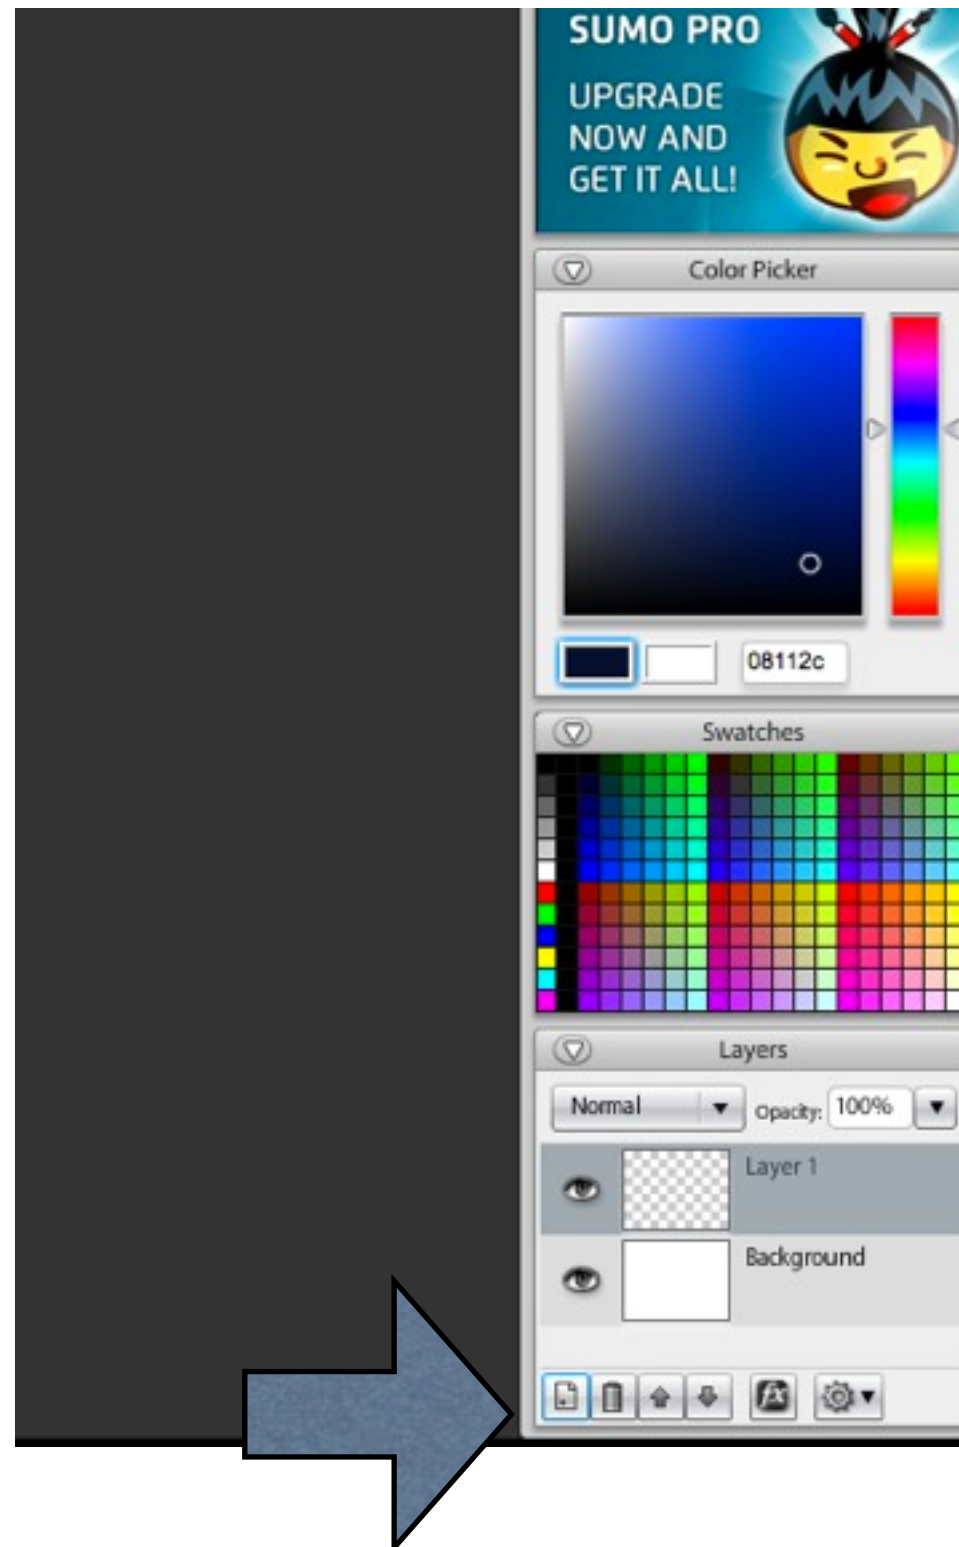 SUMO PRO
UPGRADE
NOW AND
GET IT ALL!
Color Picker
08112c
Swatches
Layers
Normal Opacity: 100%
Layer 1
Background
fx